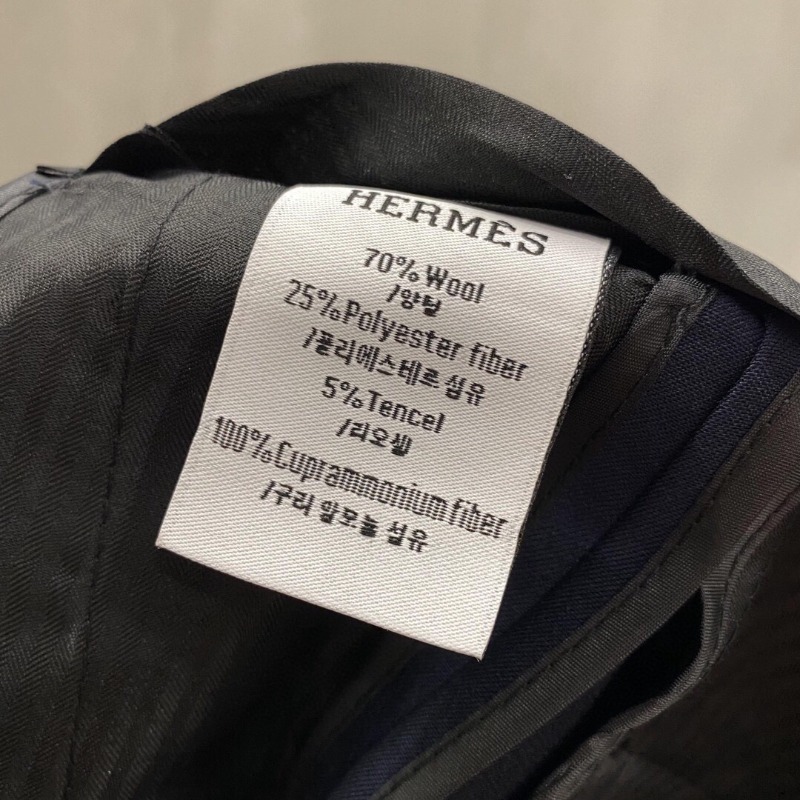 HERMÈS
70% Wool
/양털
25%Polyester fiber
/폴리에스테르 섬유
5%Tencel
/리오셀
100%Cuprammonium fiber
/구리 암모늄 섬유